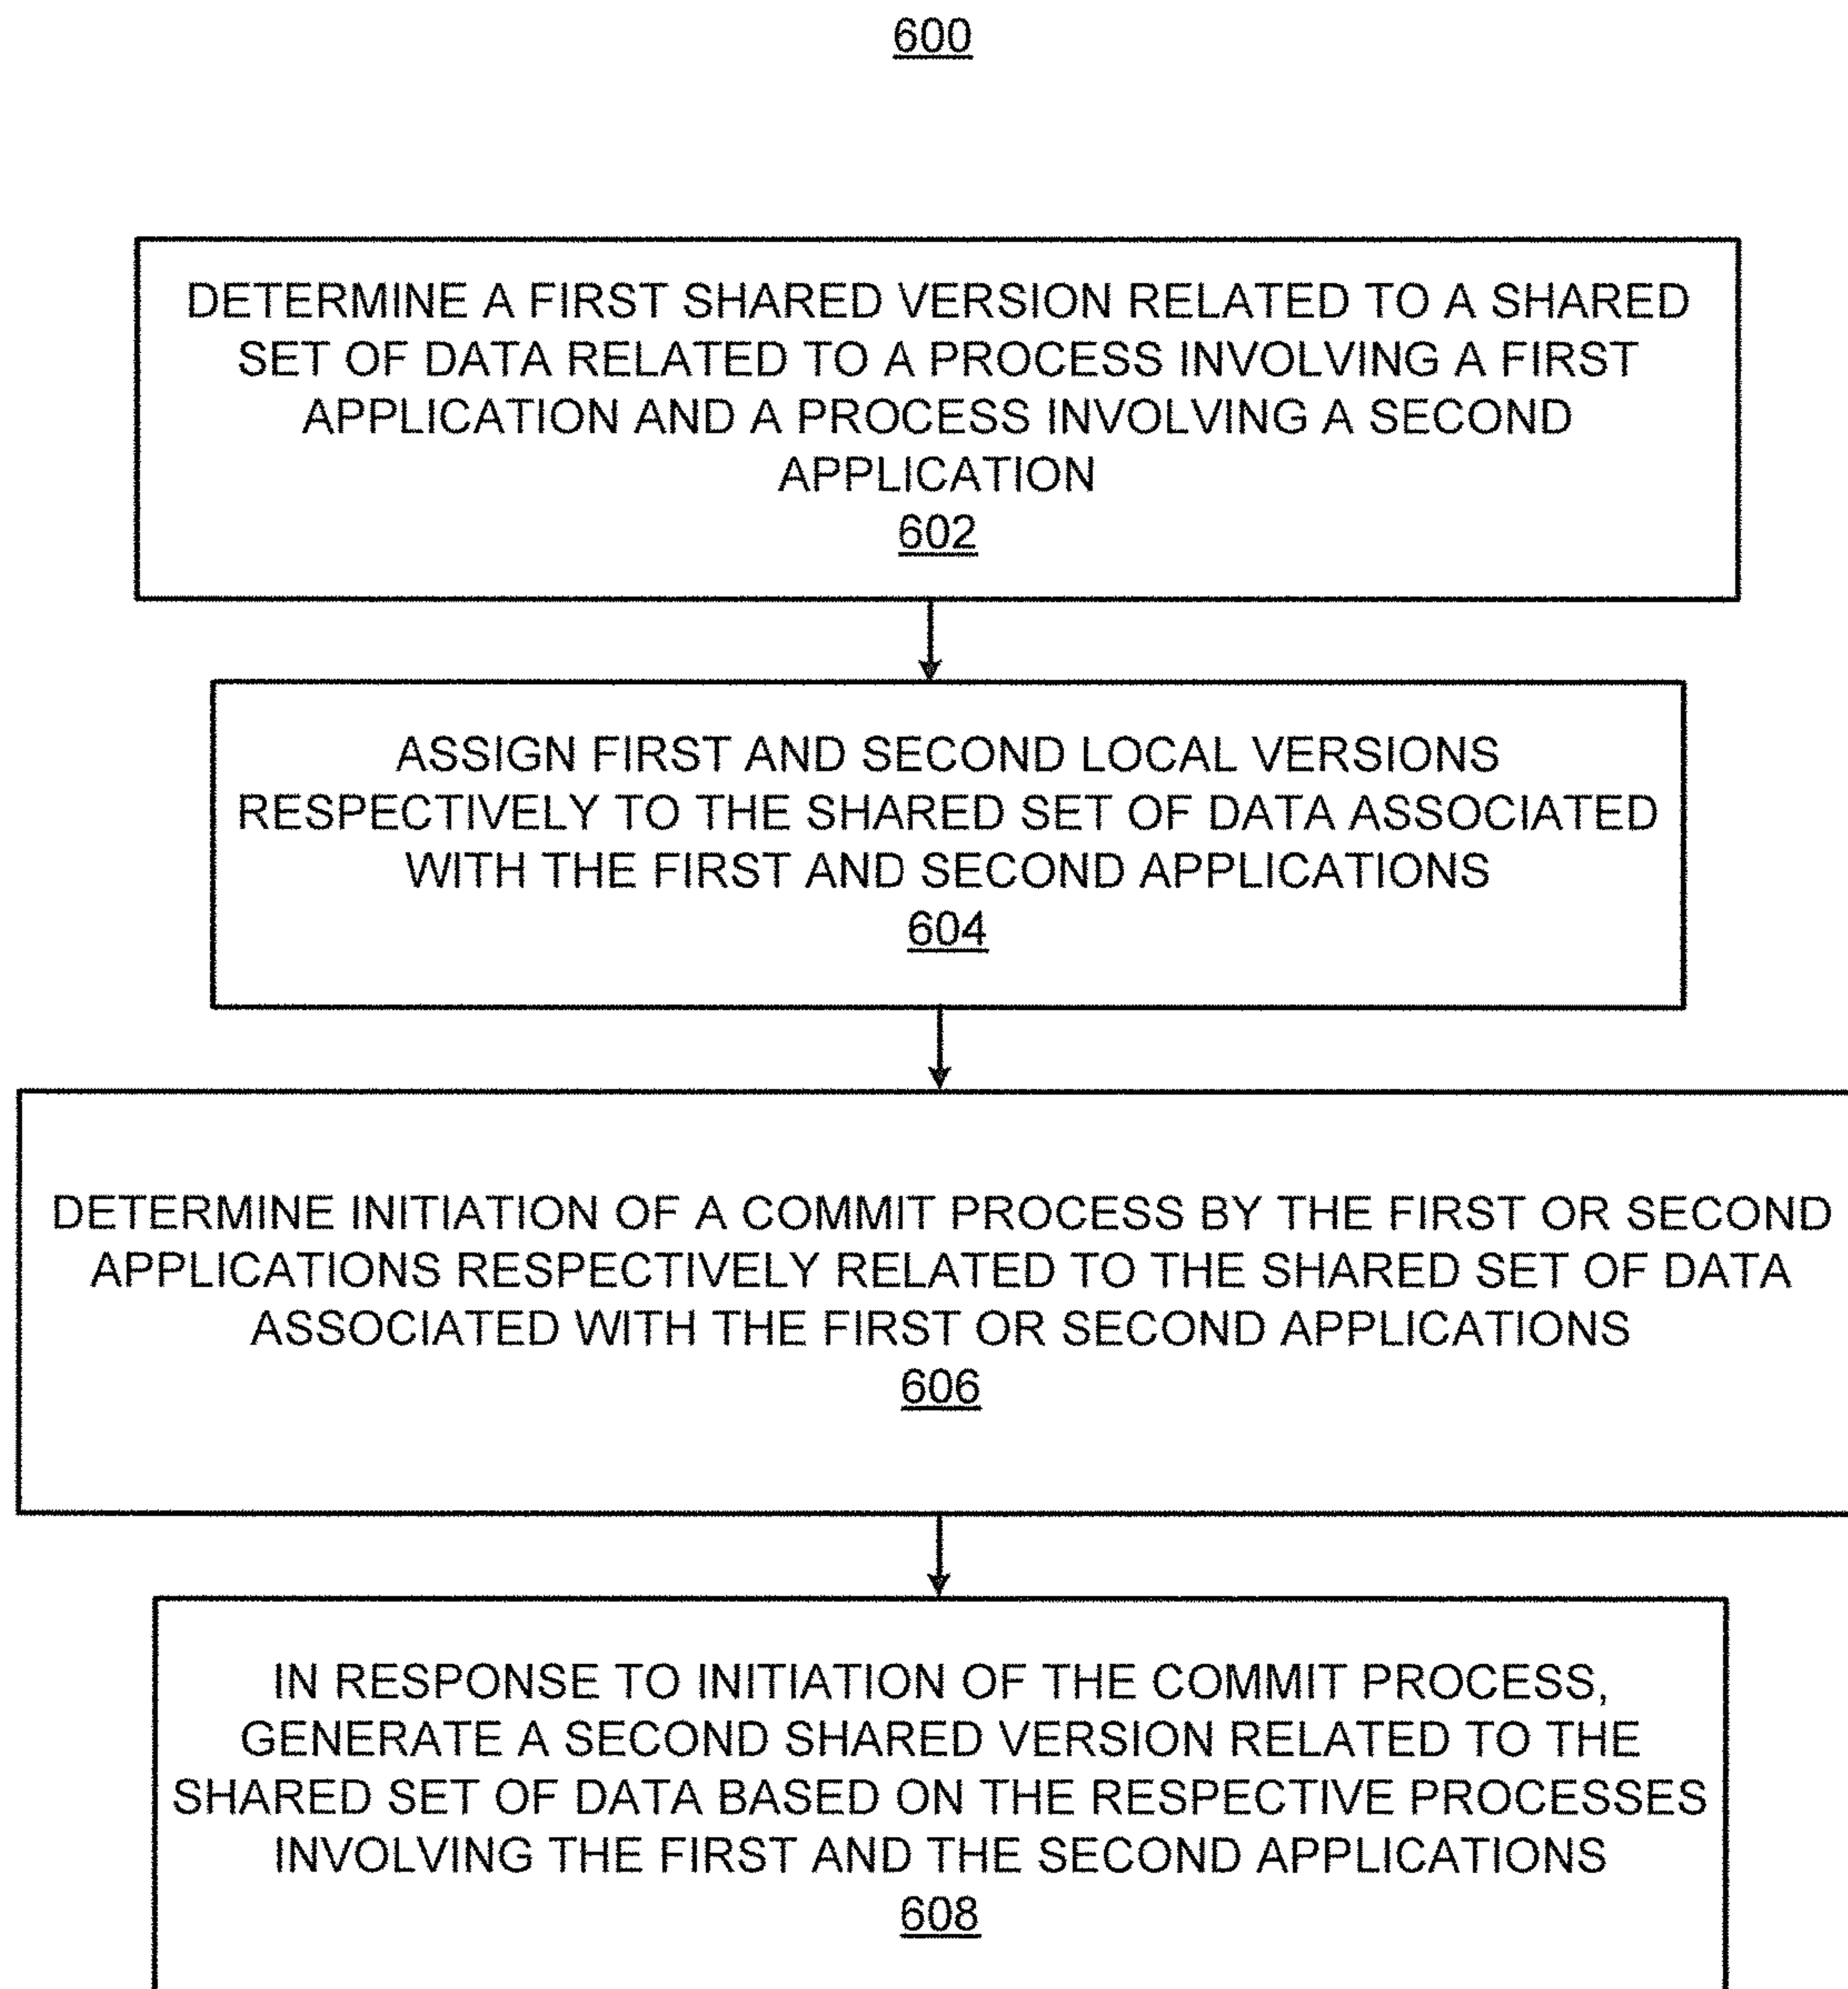 600
DETERMINE A FIRST SHARED VERSION RELATED TO A SHARED
SET OF DATA RELATED TO A PROCESS INVOLVING A FIRST
APPLICATION AND A PROCESS INVOLVING A SECOND
APPLICATION
602
ASSIGN FIRST AND SECOND LOCAL VERSIONS
RESPECTIVELY TO THE SHARED SET OF DATA ASSOCIATED
WITH THE FIRST AND SECOND APPLICATIONS
604
DETERMINE INITIATION OF A COMMIT PROCESS BY THE FIRST OR SECOND
APPLICATIONS RESPECTIVELY RELATED TO THE SHARED SET OF DATA
ASSOCIATED WITH THE FIRST OR SECOND APPLICATIONS
606
IN RESPONSE TO INITIATION OF THE COMMIT PROCESS,
GENERATE A SECOND SHARED VERSION RELATED TO THE
SHARED SET OF DATA BASED ON THE RESPECTIVE PROCESSES
INVOLVING THE FIRST AND THE SECOND APPLICATIONS
608